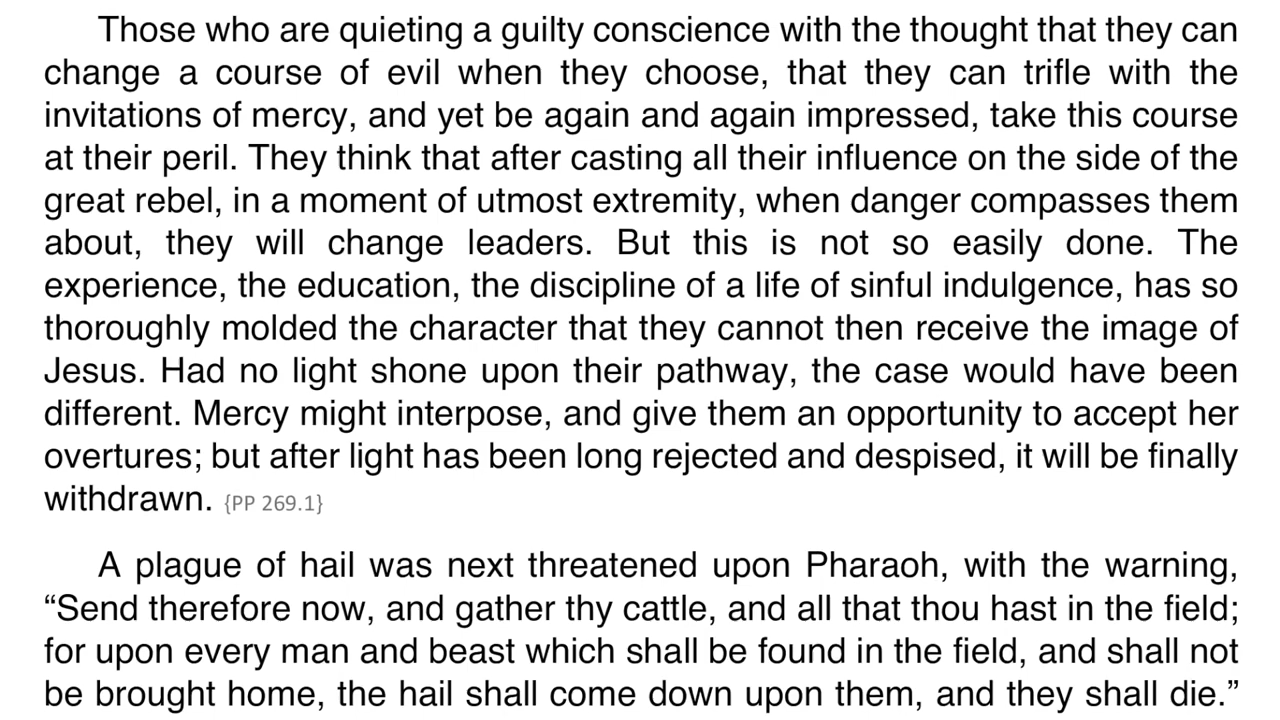 Those who are quieting a guilty conscience with the thought that they can
change a course of evil when they choose, that they can trifle with the
invitations of mercy, and yet be again and again impressed, take this course
at their peril. They think that after casting all their influence on the side of the
great rebel, in a moment of utmost extremity, when danger compasses them
about, they will change leaders. But this is not so easily done. The
experience, the education, the discipline of a life of sinful indulgence, has so
thoroughly molded the character that they cannot then receive the image of
Jesus. Had no light shone upon their pathway, the case would have been
different. Mercy might interpose, and give them an opportunity to accept her
overtures; but after light has been long rejected and despised, it will be finally
withdrawn. {PP 269.1}
A plague of hail was next threatened upon Pharaoh, with the warning,
“Send therefore now, and gather thy cattle, and all that thou hast in the field;
for upon every man and beast which shall be found in the field, and shall not
be brought home, the hail shall come down upon them, and they shall die.”